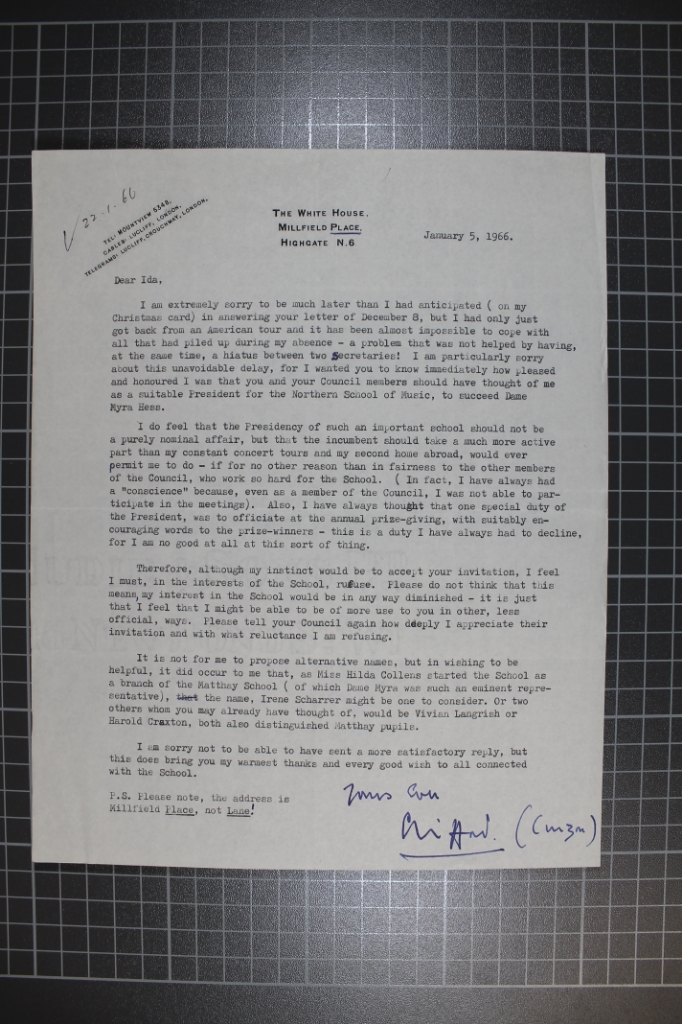 22-1-66
TEL: MOUNTVIEW 5348.
CABLES: LUCLIFF, LONDON.
TELEGRAMS: LUCLIFF, CROUCHWAY, LONDON.
THE WHITE HOUSE,
MILLFIELD PLACE,
HIGHGATE N.6
January 5, 1966.
Dear Ida,
I am extremely sorry to be much later than I had anticipated ( on my
Christmas card) in answering your letter of December 8, but I had only just
got back from an American tour and it has been almost impossible to cope with
all that had piled up during my absence - a problem that was not helped by having,
at the same time, a hiatus between two Secretaries! I am particularly sorry
about this unavoidable delay, for I wanted you to know immediately how pleased
and honoured I was that you and your Council members should have thought of me
as a suitable President for the Northern School of Music, to succeed Dame
Myra Hess.
I do feel that the Presidency of such an important school should not be
a purely nominal affair, but that the incumbent should take a much more active
part than my constant concert tours and my second home abroad, would ever
permit me to do - if for no other reason than in fairness to the other members
of the Council, who work so hard for the School. ( In fact, I have always had
a "conscience" because, even as a member of the Council, I was not able to par-
ticipate in the meetings). Also, I have always thought that one special duty of
the President, was to officiate at the annual prize-giving, with suitably en-
couraging words to the prize-winners - this is a duty I have always had to decline,
for I am no good at all at this sort of thing.
Therefore, although my instinct would be to accept your invitation, I feel
I must, in the interests of the School, rufuse. Please do not think that this
means, my interest in the School would be in any way diminished - it is just
that I feel that I might be able to be of more use to you in other, less
official, ways. Please tell your Council again how deeply I appreciate their
invitation and with what reluctance I am refusing.
It is not for me to propose alternative names, but in wishing to be
helpful, it did occur to me that, as Miss Hilda Collens started the School as
a branch of the Matthay School ( of which Dame Myra was such an eminent repre-
sentative), that the name, Irene Scharrer might be one to consider. Or two
others whom you may already have thought of, would be Vivian Langrish or
Harold Craxton, both also distinguished Matthay pupils.
I am sorry not to be able to have sent a more satisfactory reply, but
this does bring you my warmest thanks and every good wish to all connected
with the School.
P.S. Please note, the address is
Millfield Place, not Lane!
Yours ever
Clifford. (Curzon)